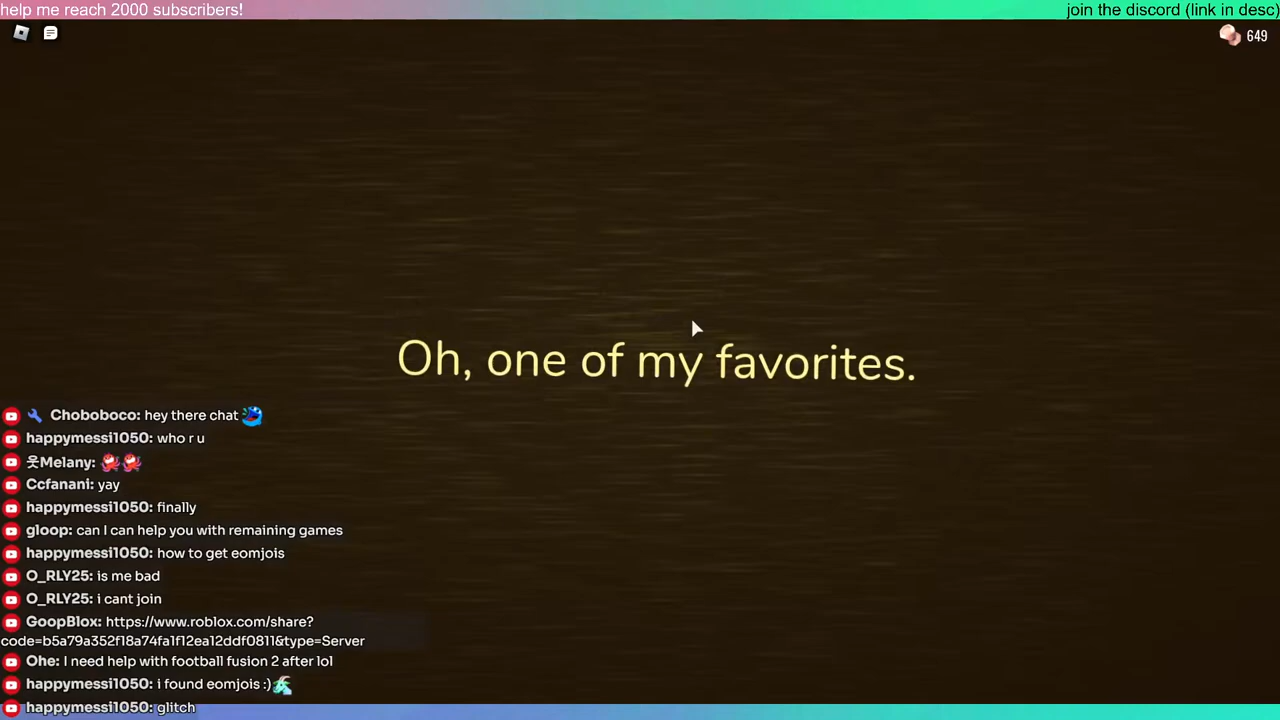 help me reach 2000 subscribers!
join the discord (link in desc)
649
Oh, one of my favorites.
Choboboco: hey there chat
happymessi1050: who r u
웃Melany:
Ccfanani: yay
happymessi1050: finally
gloop: can I can help you with remaining games
happymessi1050: how to get eomjois
O_RLY25: is me bad
O_RLY25: i cant join
GoopBlox: https://www.roblox.com/share?
code=b5a79a352f18a74fa1f12ea12ddf0811&type=Server
Ohe: I need help with football fusion 2 after lol
happymessi1050: i found eomjois :)
happymessi1050: glitch